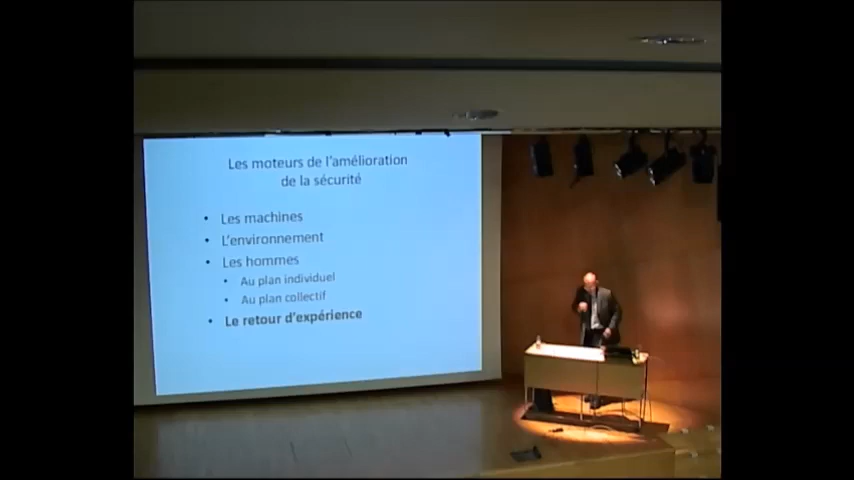 Les moteurs de l'amélioration
de la sécurité
• Les machines
• L'environnement
• Les hommes
• Au plan individuel
• Au plan collectif
• Le retour d'expérience